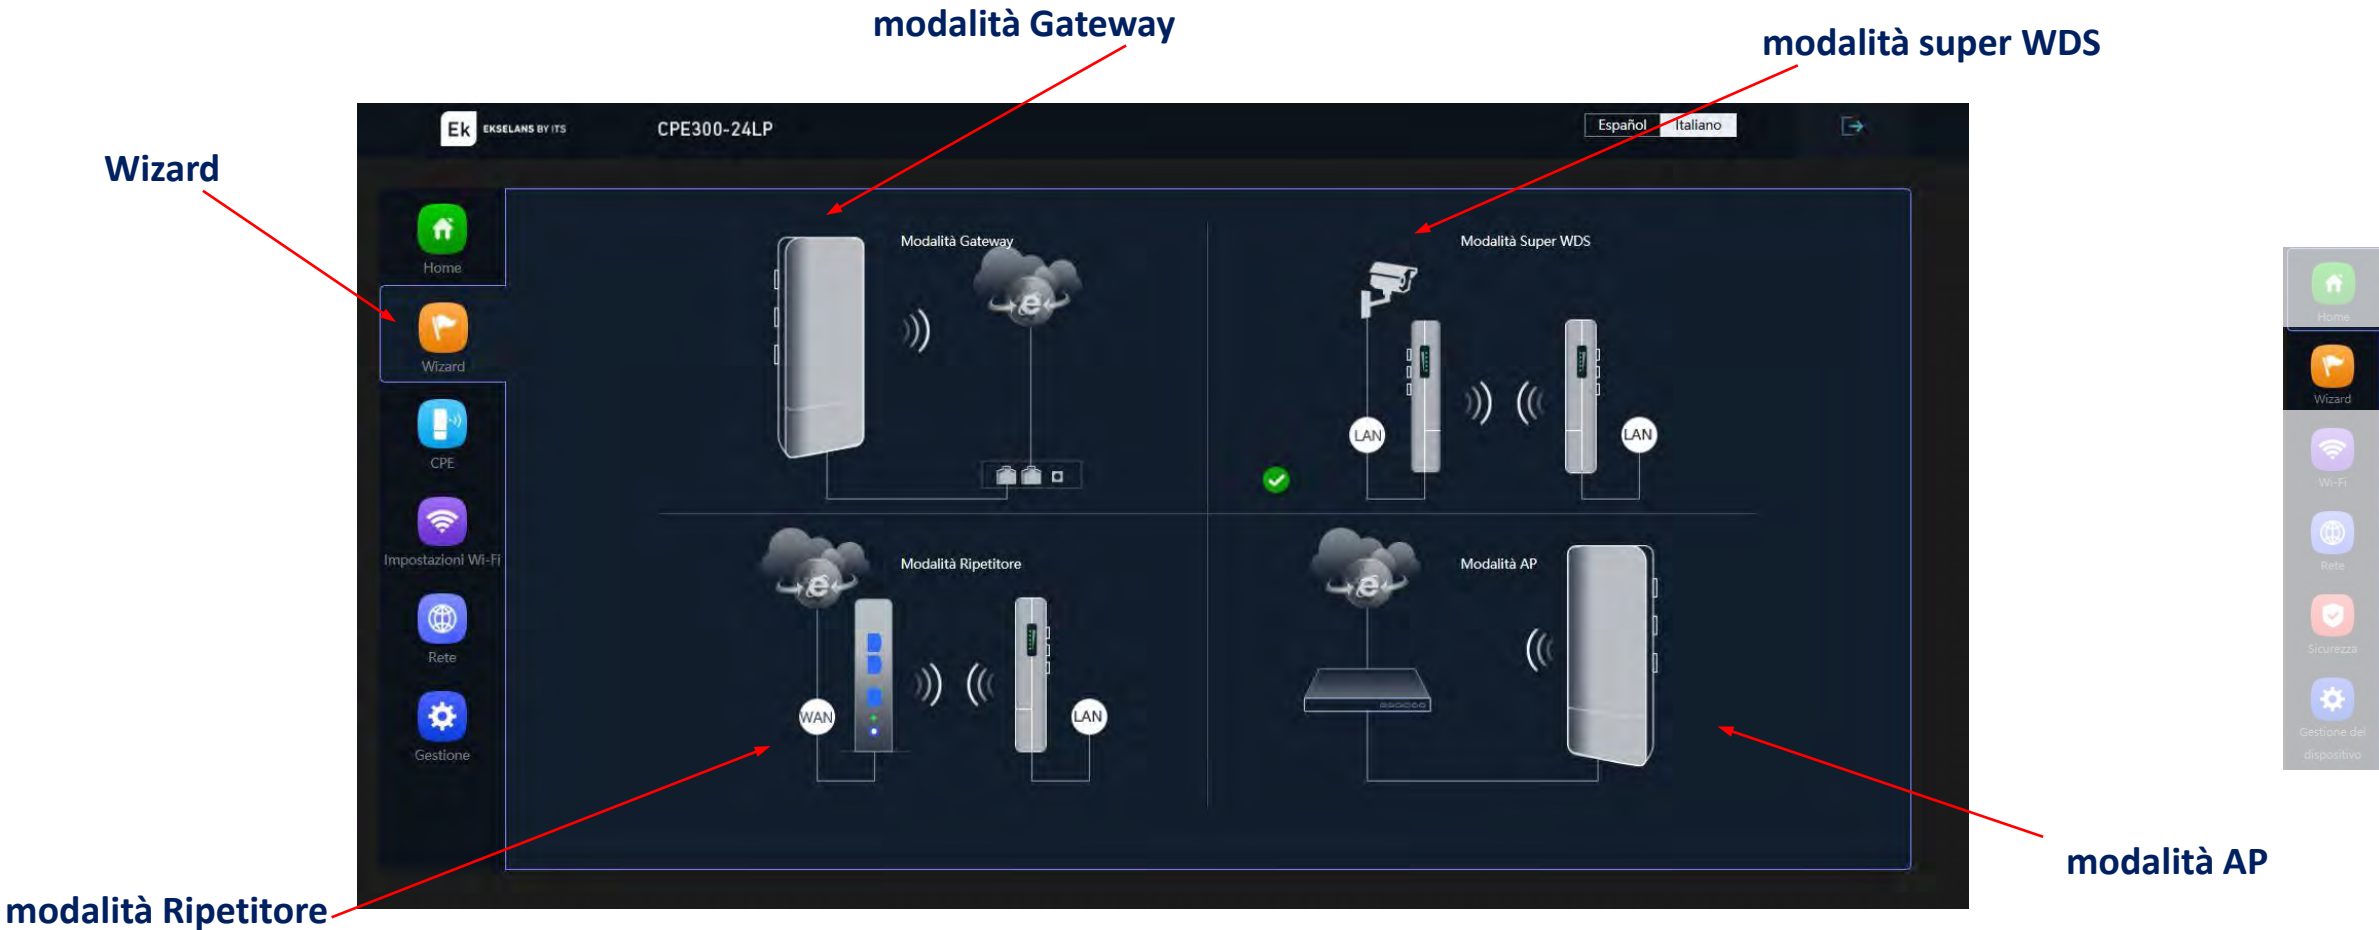 modalità Gateway
modalità super WDS
Ek EKSELANS BY ITS
CPE300-24LP
Español
Italiano
Wizard
Home
Wizard
CPE
Impostazioni Wi-Fi
Rete
Gestione
Modalità Gateway
Modalità Super WDS
LAN
LAN
Modalità Ripetitore
WAN
LAN
Modalità AP
Home
Wizard
Wi-Fi
Rete
Sicurezza
Gestione del
dispositivo
modalità AP
modalità Ripetitore